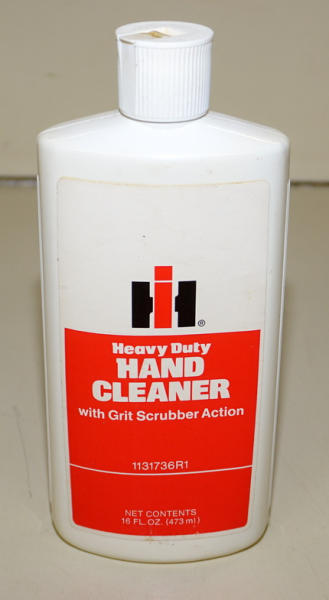 IH®
Heavy Duty
HAND
CLEANER
with Grit Scrubber Action
1131736R1
NET CONTENTS
16 FL. OZ. (473 ml)